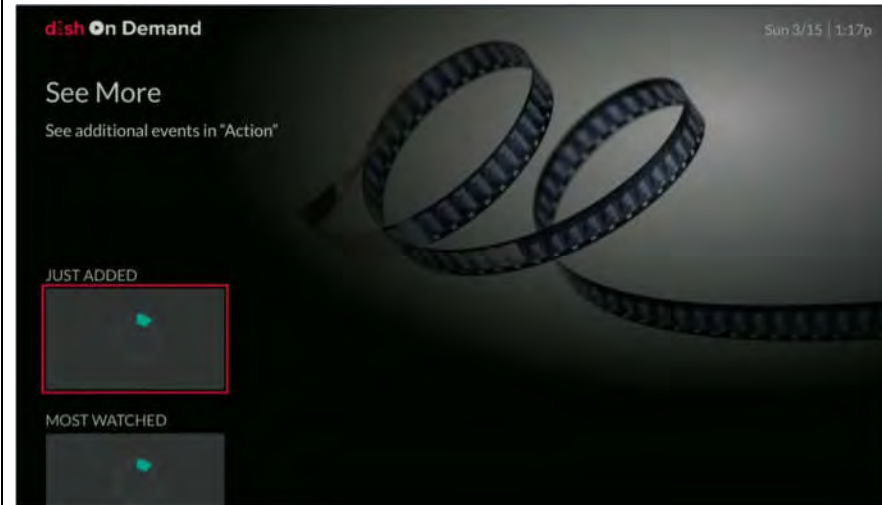 dish On Demand
Sun 3/15 | 1:17p
See More
See additional events in "Action"
JUST ADDED
MOST WATCHED